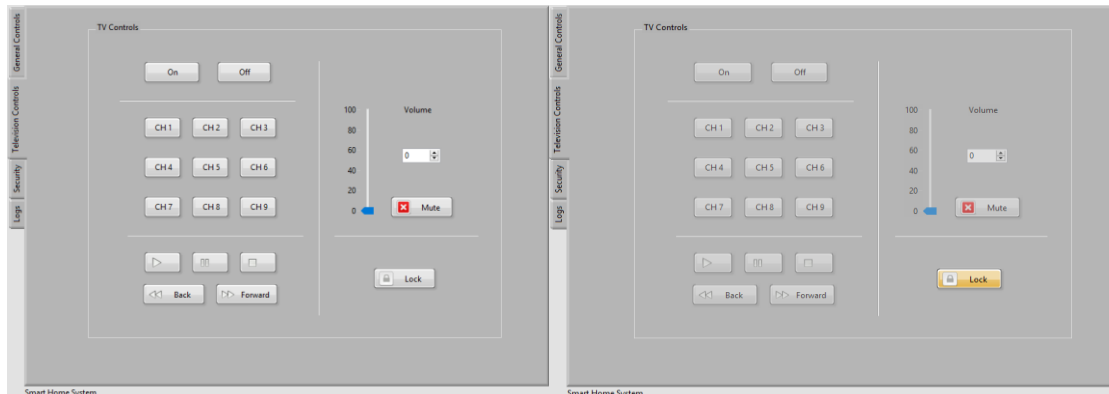 General Controls
Television Controls
Security
Logs
TV Controls
On Off
100 Volume
80
CH 1 CH 2 CH 3
60
0
CH 4 CH 5 CH 6
40
20
CH 7 CH 8 CH 9
0 Mute
Lock
Back Forward
Smart Home System
General Controls
Television Controls
Security
Logs
TV Controls
On Off
100 Volume
80
CH 1 CH 2 CH 3
60
0
CH 4 CH 5 CH 6
40
20
CH 7 CH 8 CH 9
0 Mute
Lock
Back Forward
Smart Home System